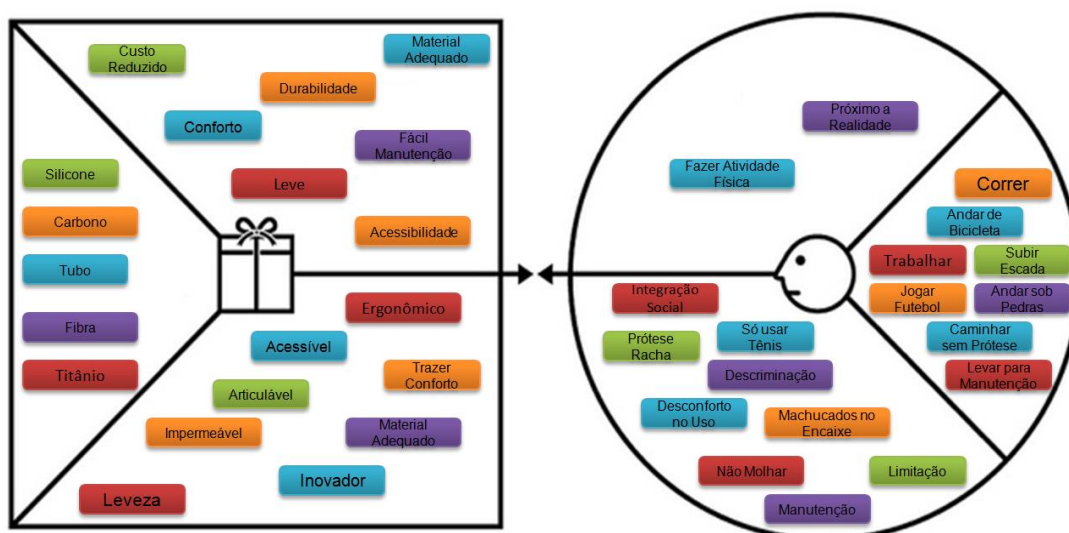 Custo
Reduzido
Material
Adequado
Durabilidade
Conforto
Fácil
Manutenção
Silicone
Leve
Carbono
Acessibilidade
Tubo
Ergonômico
Fibra
Acessível
Titânio
Trazer
Conforto
Articulável
Impermeável
Material
Adequado
Inovador
Leveza
Próximo a
Realidade
Fazer Atividade
Física
Correr
Andar de
Bicicleta
Trabalhar
Subir
Escada
Integração
Social
Jogar
Futebol
Andar sob
Pedras
Prótese
Racha
Só usar
Tênis
Caminhar
sem Prótese
Descriminação
Levar para
Manutenção
Desconforto
no Uso
Machucados no
Encaixe
Não Molhar
Limitação
Manutenção